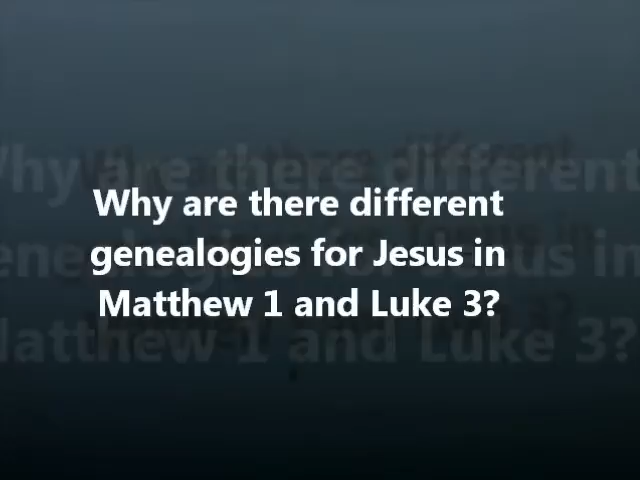 Why are there different
genealogies for Jesus in
Matthew 1 and Luke 3?